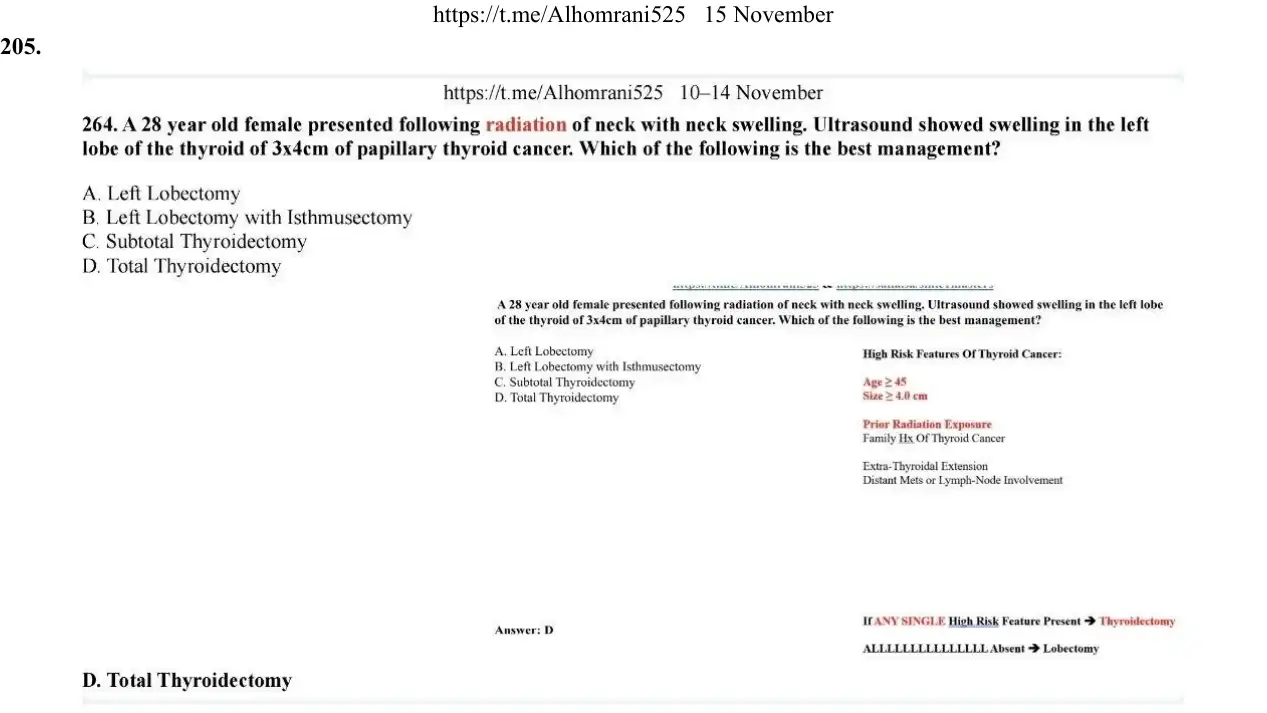 https://t.me/Alhomrani525 15 November
205.
https://t.me/Alhomrani525 10–14 November
264. A 28 year old female presented following radiation of neck with neck swelling. Ultrasound showed swelling in the left
lobe of the thyroid of 3x4cm of papillary thyroid cancer. Which of the following is the best management?
A. Left Lobectomy
B. Left Lobectomy with Isthmusectomy
C. Subtotal Thyroidectomy
D. Total Thyroidectomy
A 28 year old female presented following radiation of neck with neck swelling. Ultrasound showed swelling in the left lobe
of the thyroid of 3x4cm of papillary thyroid cancer. Which of the following is the best management?
A. Left Lobectomy
B. Left Lobectomy with Isthmusectomy
C. Subtotal Thyroidectomy
D. Total Thyroidectomy
High Risk Features Of Thyroid Cancer:
Age ≥ 45
Size ≥ 4.0 cm
Prior Radiation Exposure
Family Hx Of Thyroid Cancer
Extra-Thyroidal Extension
Distant Mets or Lymph-Node Involvement
Answer: D
If ANY SINGLE High Risk Feature Present ➔ Thyroidectomy
ALLLLLLLLLLLLLLL Absent ➔ Lobectomy
D. Total Thyroidectomy